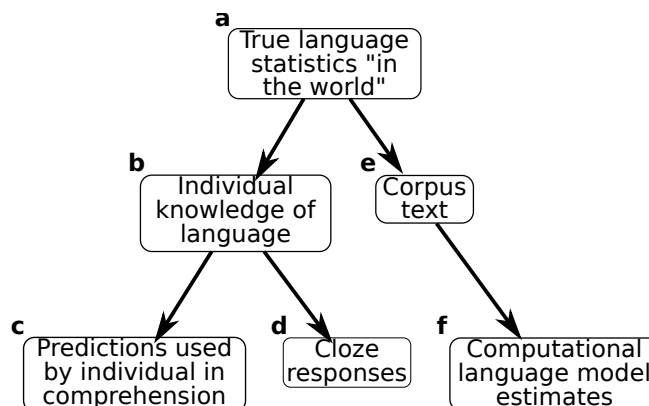 a
True language
statistics "in
the world"
b
Individual
knowledge of
language
e
Corpus
text
c
Predictions used
by individual in
comprehension
d
Cloze
responses
f
Computational
language model
estimates